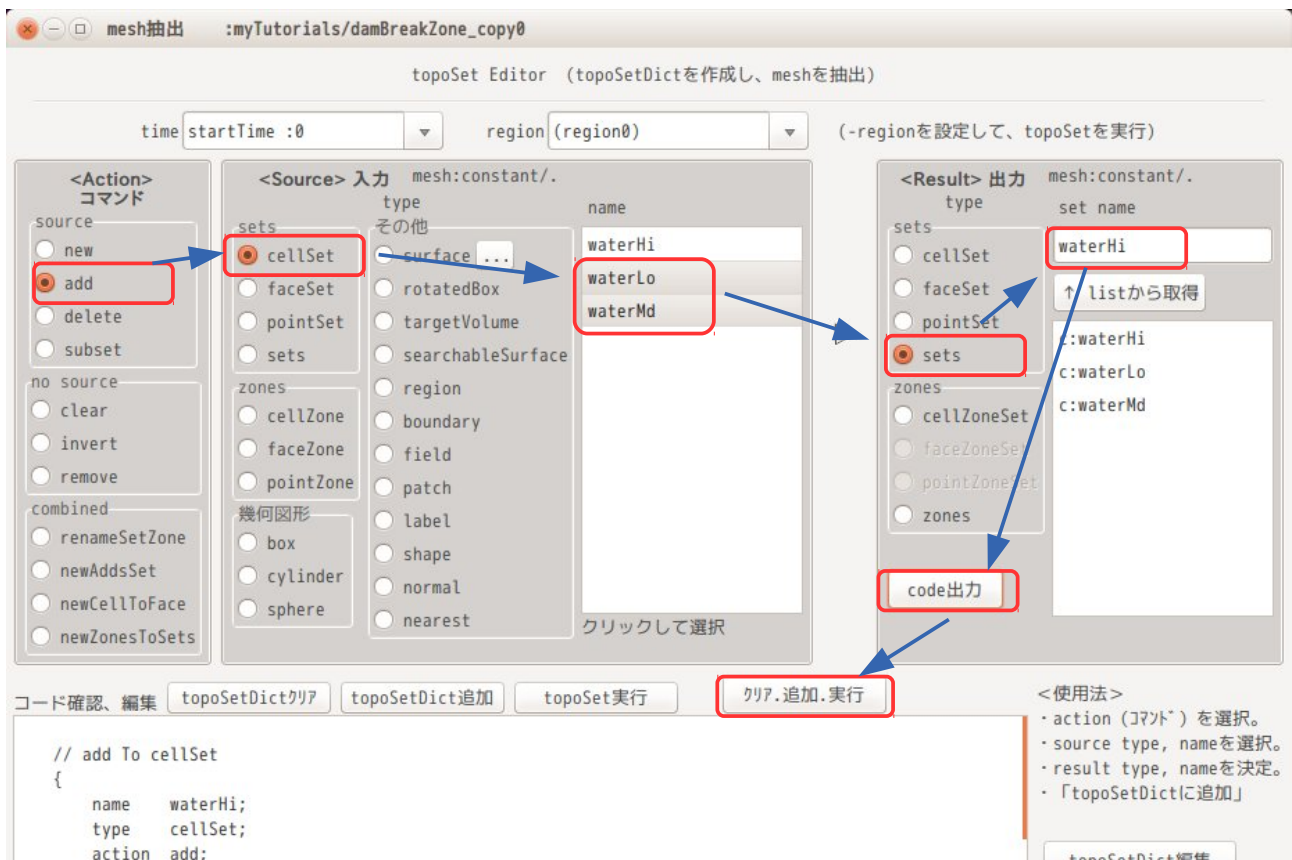 mesh抽出 :myTutorials/damBreakZone_copy0
topoSet Editor (topoSetDictを作成し、meshを抽出)
time startTime :0 region (region0) (-regionを設定して、topoSetを実行)
<Action>
コマンド
source
new
add
delete
subset
no source
clear
invert
remove
combined
renameSetZone
newAddsSet
newCellToFace
newZonesToSets
<Source> 入力 mesh:constant/.
type
sets
cellSet
faceSet
pointSet
sets
zones
cellZone
faceZone
pointZone
幾何図形
box
cylinder
sphere
その他
surface ...
rotatedBox
targetVolume
searchableSurface
region
boundary
field
patch
label
shape
normal
nearest
name
waterHi
waterLo
waterMd
クリックして選択
<Result> 出力 mesh:constant/.
type
sets
cellSet
faceSet
pointSet
sets
zones
cellZoneSet
faceZoneSet
pointZoneSet
zones
code出力
set name
waterHi
↑ listから取得
c:waterHi
c:waterLo
c:waterMd
コード確認、編集 topoSetDictｸﾘｱ topoSetDict追加 topoSet実行 ｸﾘｱ.追加.実行
// add To cellSet
{
name waterHi;
type cellSet;
action add;
<使用法>
・action (ｺﾏﾝﾄﾞ) を選択。
・source type, nameを選択。
・result type, nameを決定。
・「topoSetDictに追加」
topoSetDict編集